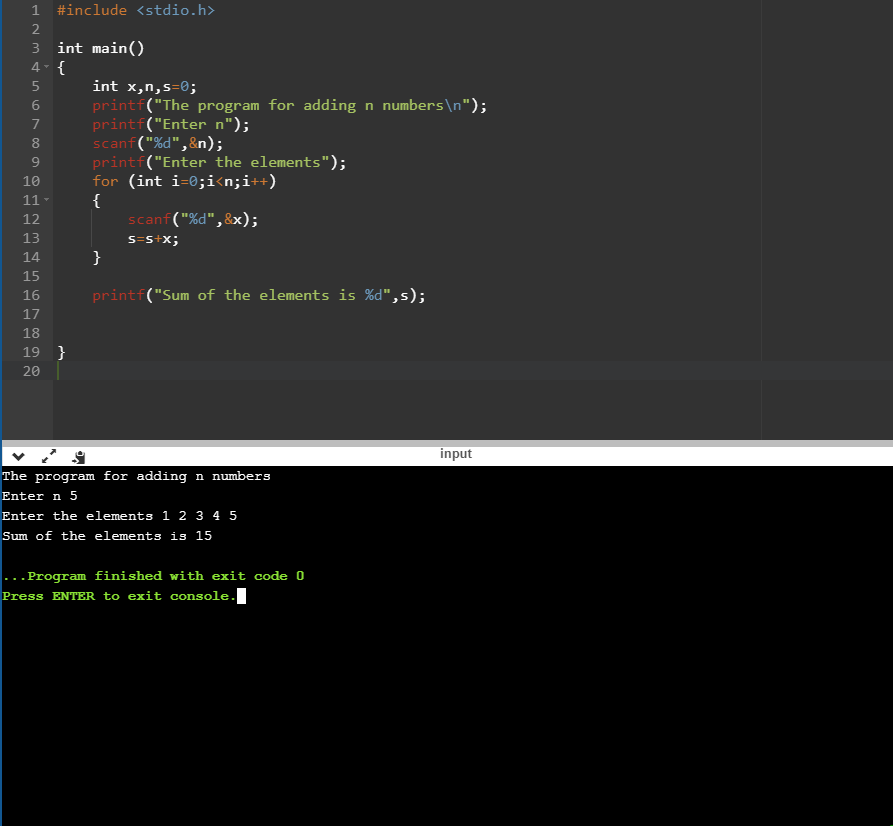 1 #include <stdio.h>
2
3 int main()
4 {
5     int x,n,s=0;
6     printf("The program for adding n numbers\n");
7     printf("Enter n");
8     scanf("%d",&n);
9     printf("Enter the elements");
10     for (int i=0;i<n;i++)
11     {
12         scanf("%d",&x);
13         s=s+x;
14     }
15
16     printf("Sum of the elements is %d",s);
17
18
19 }
20
input
The program for adding n numbers
Enter n 5
Enter the elements 1 2 3 4 5
Sum of the elements is 15
...Program finished with exit code 0
Press ENTER to exit console.